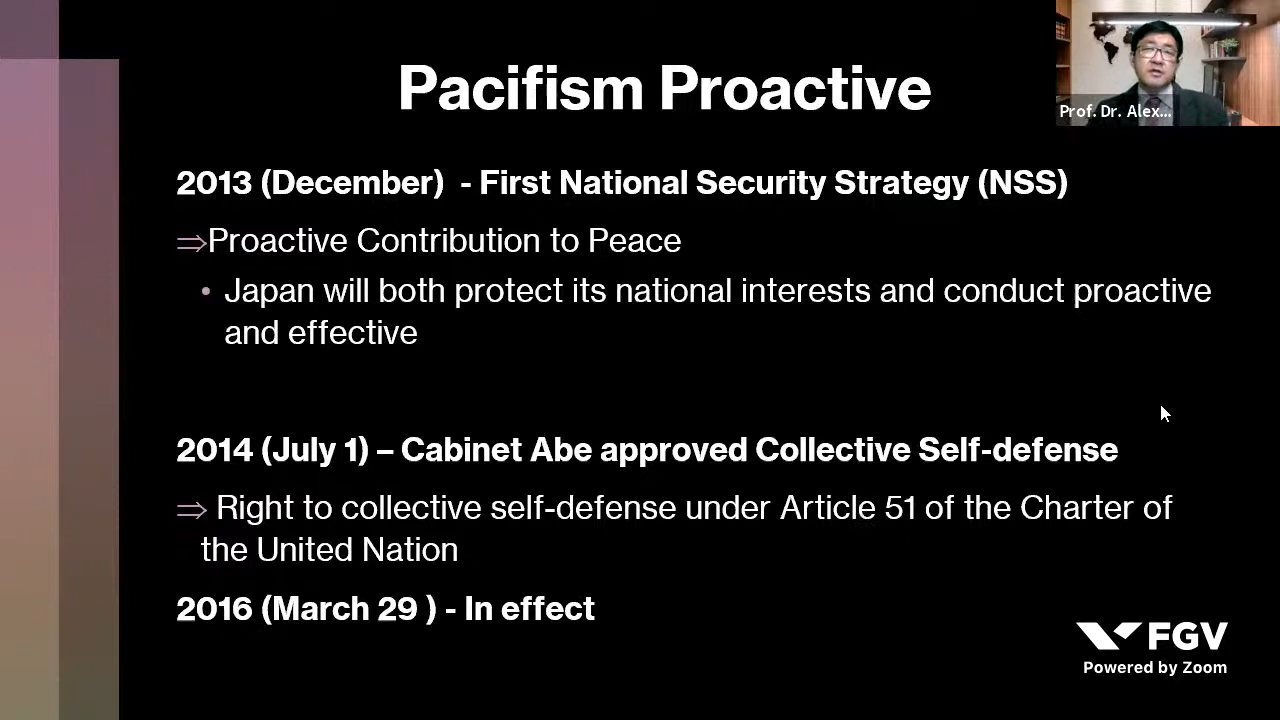 Pacifism Proactive
Prof. Dr. Alex...
2013 (December) - First National Security Strategy (NSS)
⇒Proactive Contribution to Peace
• Japan will both protect its national interests and conduct proactive
and effective
2014 (July 1) – Cabinet Abe approved Collective Self-defense
⇒ Right to collective self-defense under Article 51 of the Charter of
the United Nation
2016 (March 29 ) - In effect
FGV
Powered by Zoom